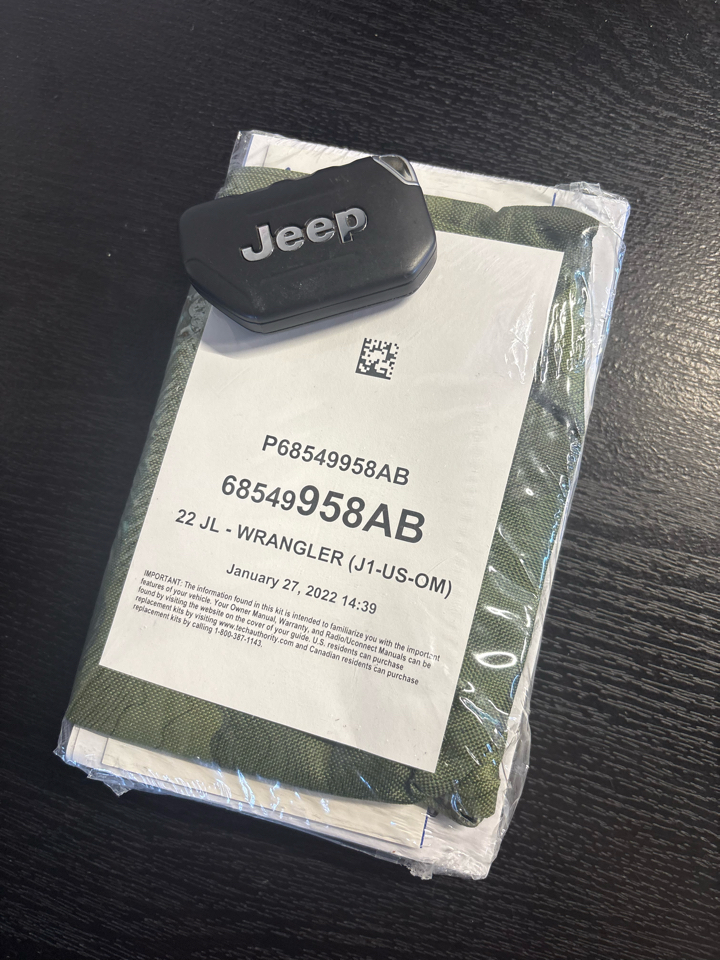 Jeep
P68549958AB
68549958AB
22 JL - WRANGLER (J1-US-OM)
January 27, 2022 14:39
IMPORTANT: The information found in this kit is intended to familiarize you with the important
features of your vehicle. Your Owner Manual, Warranty, and Radio/Uconnect Manuals can be
found by visiting the website on the cover of your guide. U.S. residents can purchase
replacement kits by visiting www.techauthority.com and Canadian residents can purchase
replacement kits by calling 1-800-387-1143.